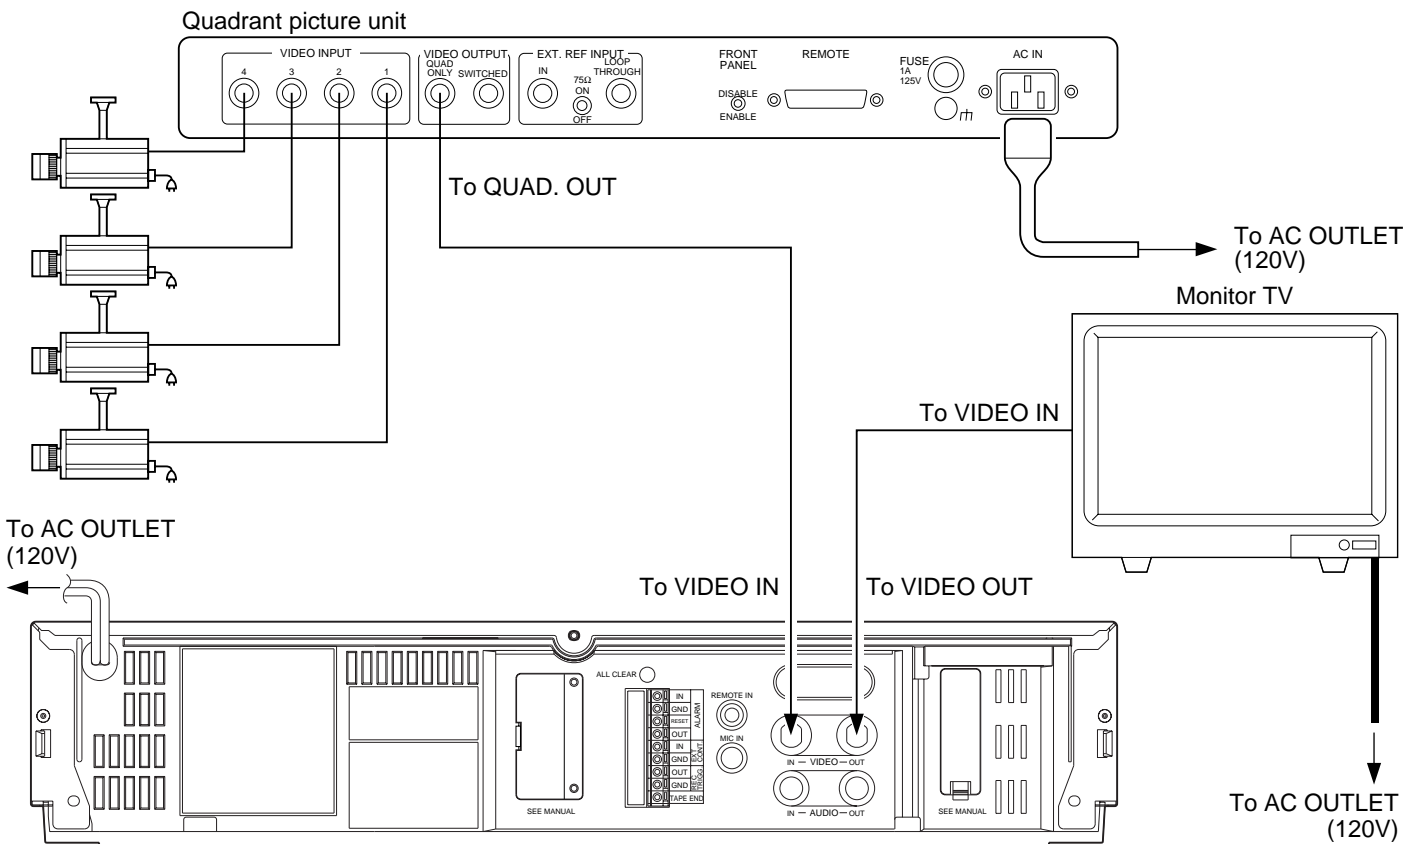 Quadrant picture unit
VIDEO INPUT
4 3 2 1
VIDEO OUTPUT
QUAD
ONLY SWITCHED
EXT. REF INPUT
IN
75Ω
ON
OFF
LOOP
THROUGH
FRONT
PANEL
DISABLE
ENABLE
REMOTE
FUSE
1A
125V
AC IN
To QUAD. OUT
To AC OUTLET
(120V)
Monitor TV
To VIDEO IN
To AC OUTLET
(120V)
To VIDEO IN
To VIDEO OUT
ALL CLEAR
IN
GND
RESET
OUT
ALARM
IN
GND
EXT
CONT
OUT
GND
REC
TRIGG
TAPE END
REMOTE IN
MIC IN
IN — VIDEO — OUT
IN — AUDIO — OUT
SEE MANUAL
SEE MANUAL
To AC OUTLET
(120V)